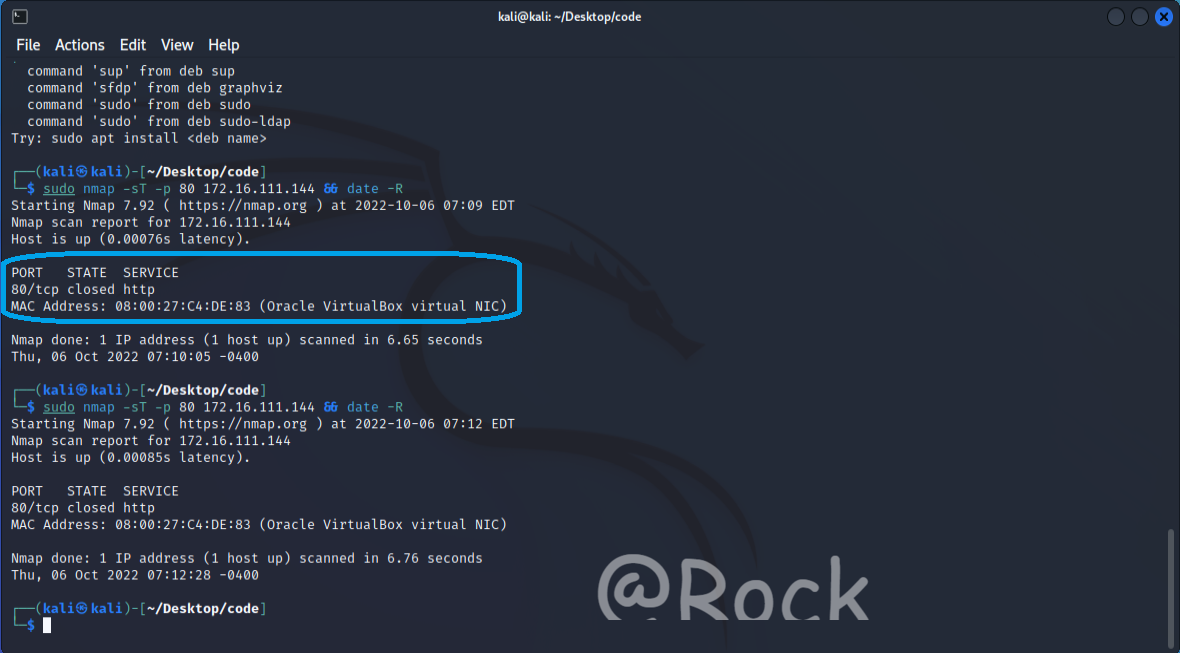 kali@kali: ~/Desktop/code
File Actions Edit View Help
command 'sup' from deb sup
command 'sfdp' from deb graphviz
command 'sudo' from deb sudo
command 'sudo' from deb sudo-ldap
Try: sudo apt install <deb name>
(kali㉿kali)-[~/Desktop/code]
$ sudo nmap -sT -p 80 172.16.111.144 && date -R
Starting Nmap 7.92 ( https://nmap.org ) at 2022-10-06 07:09 EDT
Nmap scan report for 172.16.111.144
Host is up (0.00076s latency).
PORT STATE SERVICE
80/tcp closed http
MAC Address: 08:00:27:C4:DE:83 (Oracle VirtualBox virtual NIC)
Nmap done: 1 IP address (1 host up) scanned in 6.65 seconds
Thu, 06 Oct 2022 07:10:05 -0400
(kali㉿kali)-[~/Desktop/code]
$ sudo nmap -sT -p 80 172.16.111.144 && date -R
Starting Nmap 7.92 ( https://nmap.org ) at 2022-10-06 07:12 EDT
Nmap scan report for 172.16.111.144
Host is up (0.00085s latency).
PORT STATE SERVICE
80/tcp closed http
MAC Address: 08:00:27:C4:DE:83 (Oracle VirtualBox virtual NIC)
Nmap done: 1 IP address (1 host up) scanned in 6.76 seconds
Thu, 06 Oct 2022 07:12:28 -0400
(kali㉿kali)-[~/Desktop/code]
$
@Rock